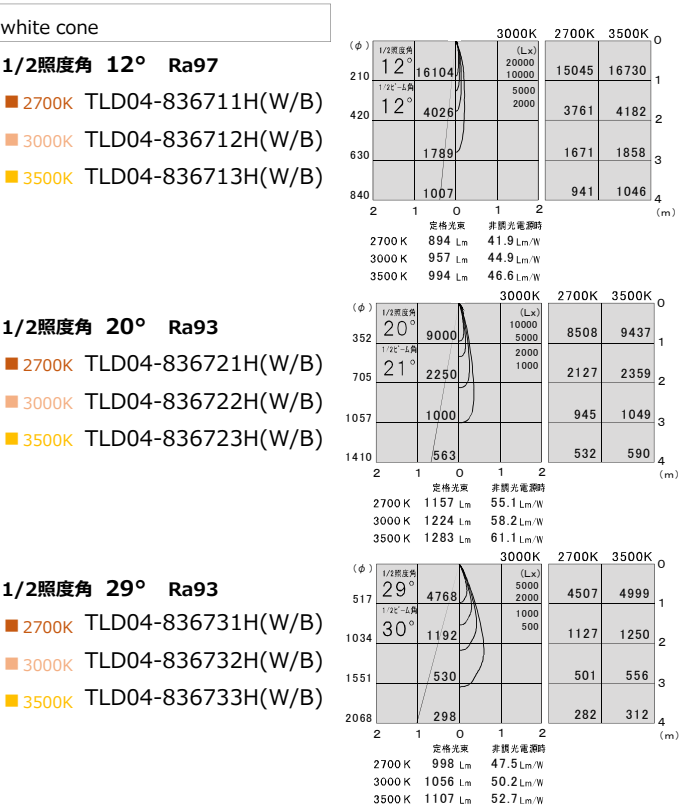 white cone
1/2照度角 12° Ra97
2700K TLD04-836711H(W/B)
3000K TLD04-836712H(W/B)
3500K TLD04-836713H(W/B)
3000K 2700K 3500K
(φ) 1/2照度角 (Lx) 0
12° 20000
210 16104 10000 15045 16730 1
1/2ビーム角 5000
12° 2000
420 4026 3761 4182 2
630 1789 1671 1858 3
840 1007 941 1046 4
2 1 0 1 2 (m)
定格光束 非調光電源時
2700K 894 Lm 41.9 Lm/W
3000K 957 Lm 44.9 Lm/W
3500K 994 Lm 46.6 Lm/W
1/2照度角 20° Ra93
2700K TLD04-836721H(W/B)
3000K TLD04-836722H(W/B)
3500K TLD04-836723H(W/B)
3000K 2700K 3500K
(φ) 1/2照度角 (Lx) 0
20° 10000
352 9000 5000 8508 9437 1
1/2ビーム角 2000
21° 1000
705 2250 2127 2359 2
1057 1000 945 1049 3
1410 563 532 590 4
2 1 0 1 2 (m)
定格光束 非調光電源時
2700K 1157 Lm 55.1 Lm/W
3000K 1224 Lm 58.2 Lm/W
3500K 1283 Lm 61.1 Lm/W
1/2照度角 29° Ra93
2700K TLD04-836731H(W/B)
3000K TLD04-836732H(W/B)
3500K TLD04-836733H(W/B)
3000K 2700K 3500K
(φ) 1/2照度角 (Lx) 0
29° 5000
517 4768 2000 4507 4999 1
1/2ビーム角 1000
30° 500
1034 1192 1127 1250 2
1551 530 501 556 3
2068 298 282 312 4
2 1 0 1 2 (m)
定格光束 非調光電源時
2700K 998 Lm 47.5 Lm/W
3000K 1056 Lm 50.2 Lm/W
3500K 1107 Lm 52.7 Lm/W